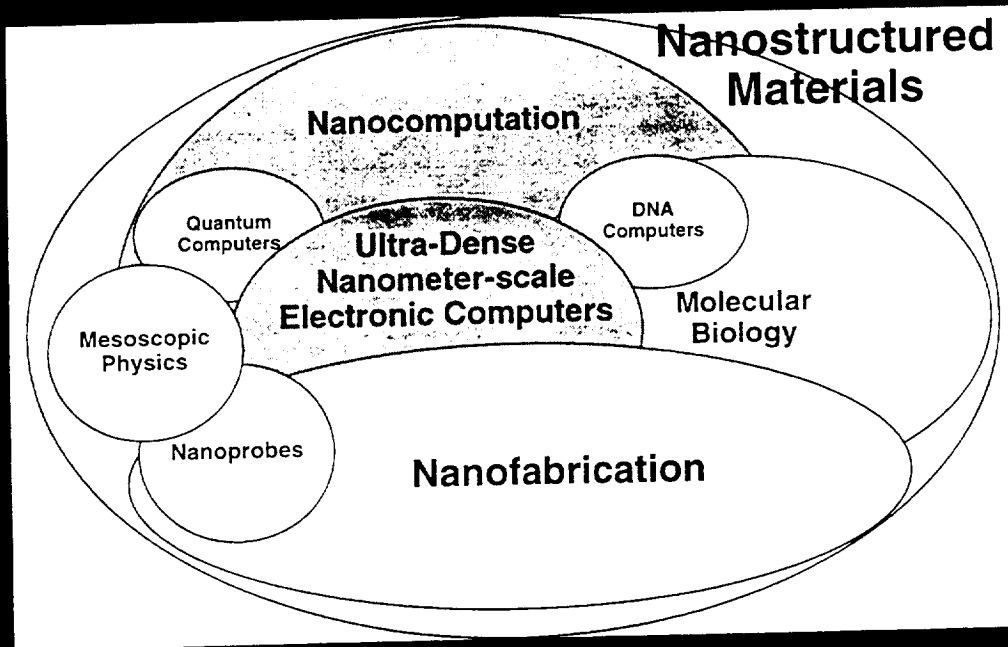 Nanostructured
Materials
Nanocomputation
Quantum
Computers
DNA
Computers
Ultra-Dense
Nanometer-scale
Electronic Computers
Molecular
Biology
Mesoscopic
Physics
Nanoprobes
Nanofabrication